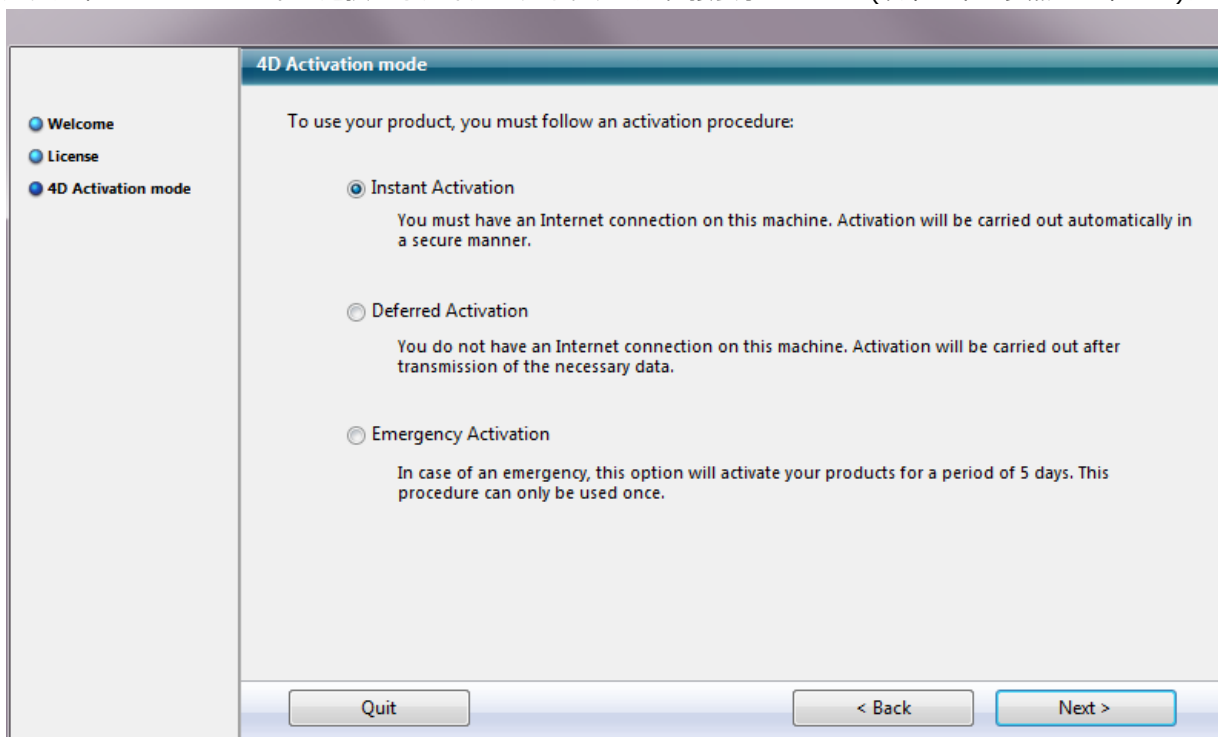 4D Activation mode
Welcome
License
4D Activation mode
To use your product, you must follow an activation procedure:
Instant Activation
You must have an Internet connection on this machine. Activation will be carried out automatically in
a secure manner.
Deferred Activation
You do not have an Internet connection on this machine. Activation will be carried out after
transmission of the necessary data.
Emergency Activation
In case of an emergency, this option will activate your products for a period of 5 days. This
procedure can only be used once.
Quit
< Back
Next >